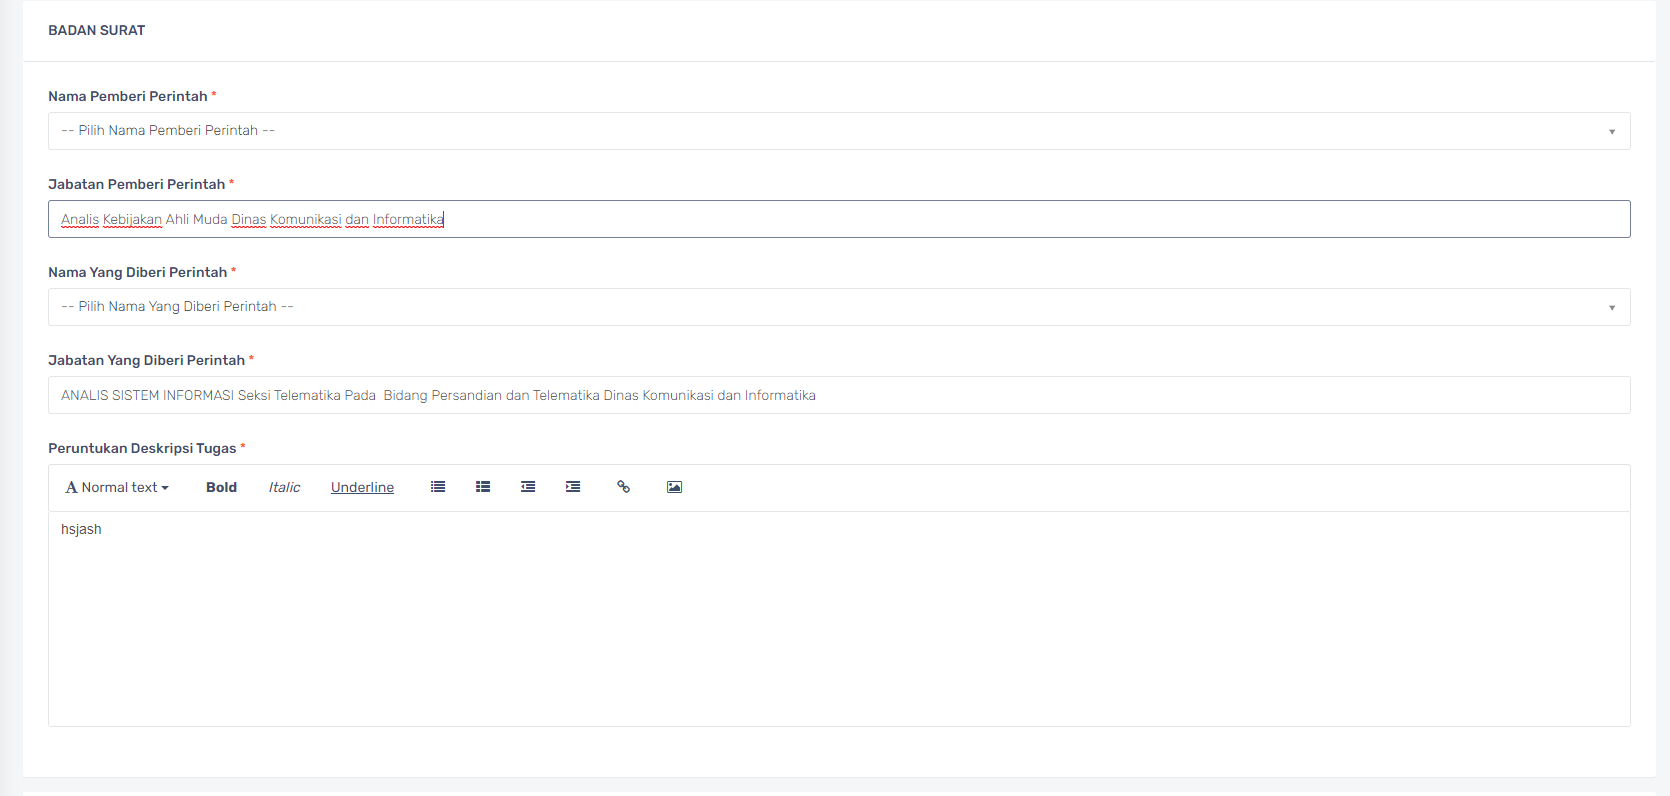 BADAN SURAT
Nama Pemberi Perintah *
-- Pilih Nama Pemberi Perintah --
Jabatan Pemberi Perintah *
Analis Kebijakan Ahli Muda Dinas Komunikasi dan Informatika
Nama Yang Diberi Perintah *
-- Pilih Nama Yang Diberi Perintah --
Jabatan Yang Diberi Perintah *
ANALIS SISTEM INFORMASI Seksi Telematika Pada  Bidang Persandian dan Telematika Dinas Komunikasi dan Informatika
Peruntukan Deskripsi Tugas *
A Normal text Bold Italic Underline
hsjash